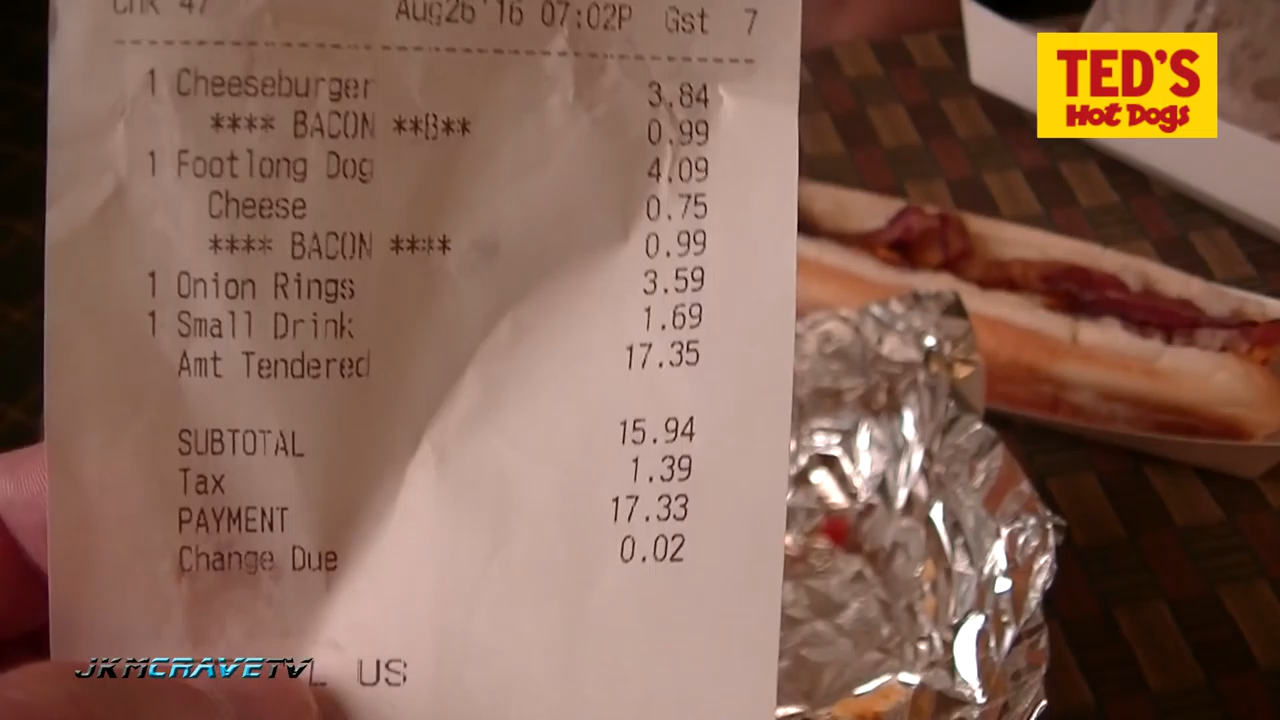 Chk 47 Aug26'16 07:02P Gst 7
1 Cheeseburger 3.84
**** BACON **B** 0.99
1 Footlong Dog 4.09
Cheese 0.75
**** BACON **** 0.99
1 Onion Rings 3.59
1 Small Drink 1.69
Amt Tendered 17.35
SUBTOTAL 15.94
Tax 1.39
PAYMENT 17.33
Change Due 0.02
L US
TED'S
Hot Dogs
JKMCRAVETV